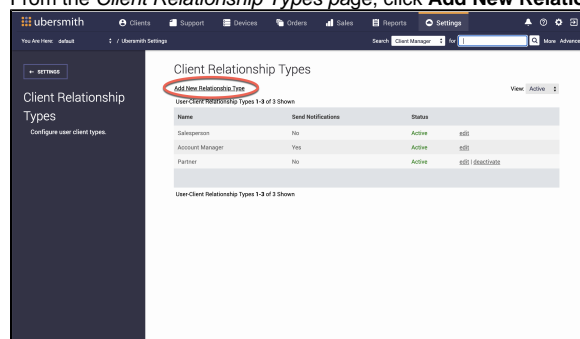 From the Client Relationship Types page, click Add New Relatio
ubersmith Clients Support Devices Orders Sales Reports Settings
You Are Here: default / Ubersmith Settings Search Client Manager for More Advance
← SETTINGS
Client Relationship Types
Configure user client types.
Client Relationship Types
Add New Relationship Type View: Active
User-Client Relationship Types 1-3 of 3 Shown
Name Send Notifications Status
Salesperson No Active edit
Account Manager Yes Active edit
Partner No Active edit | deactivate
User-Client Relationship Types 1-3 of 3 Shown